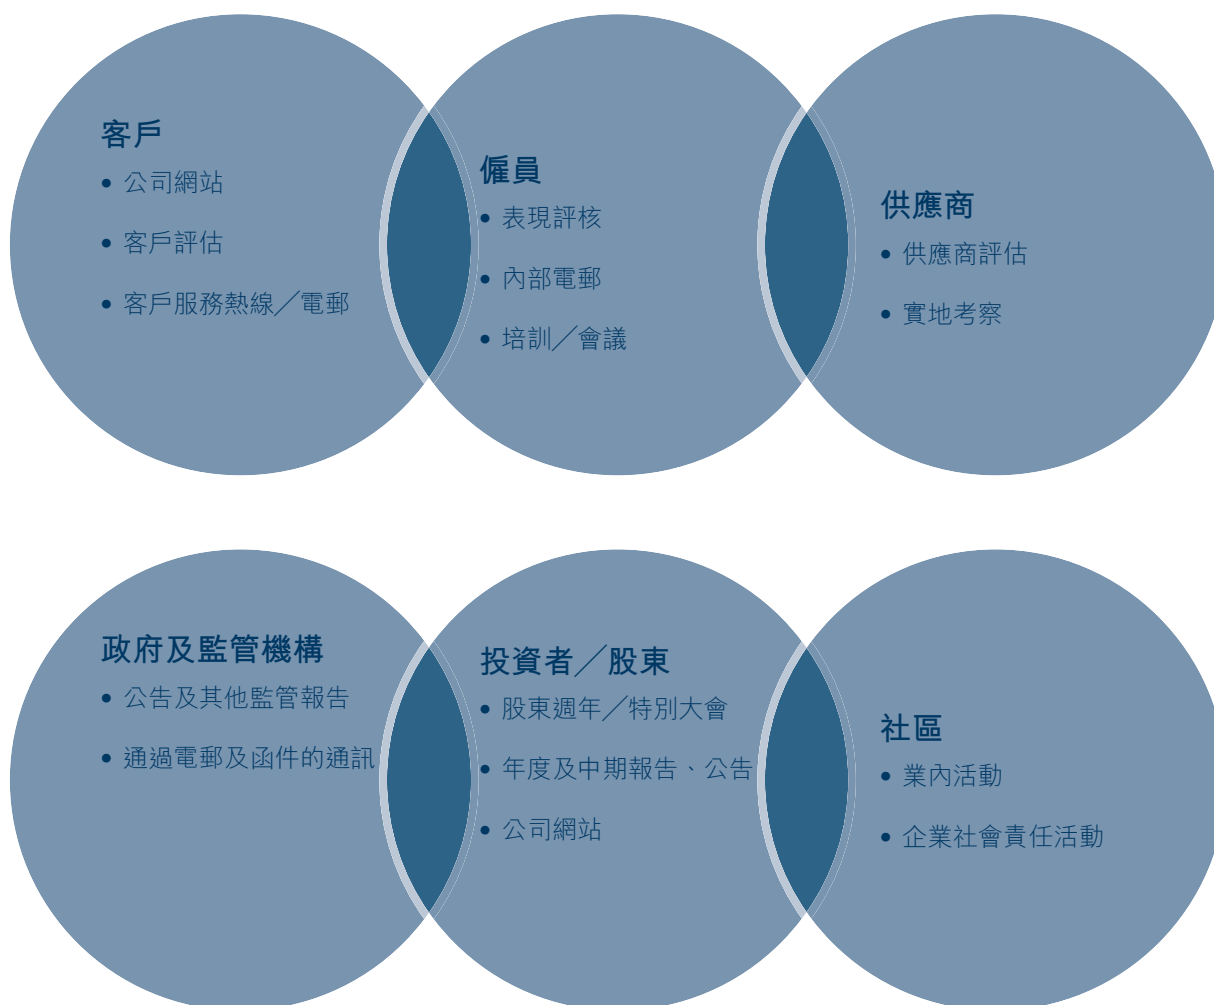 客戶
• 公司網站
• 客戶評估
• 客戶服務熱線╱電郵
僱員
• 表現評核
• 內部電郵
• 培訓╱會議
供應商
• 供應商評估
• 實地考察
政府及監管機構
• 公告及其他監管報告
• 通過電郵及函件的通訊
投資者╱股東
• 股東週年╱特別大會
• 年度及中期報告、公告
• 公司網站
社區
• 業內活動
• 企業社會責任活動